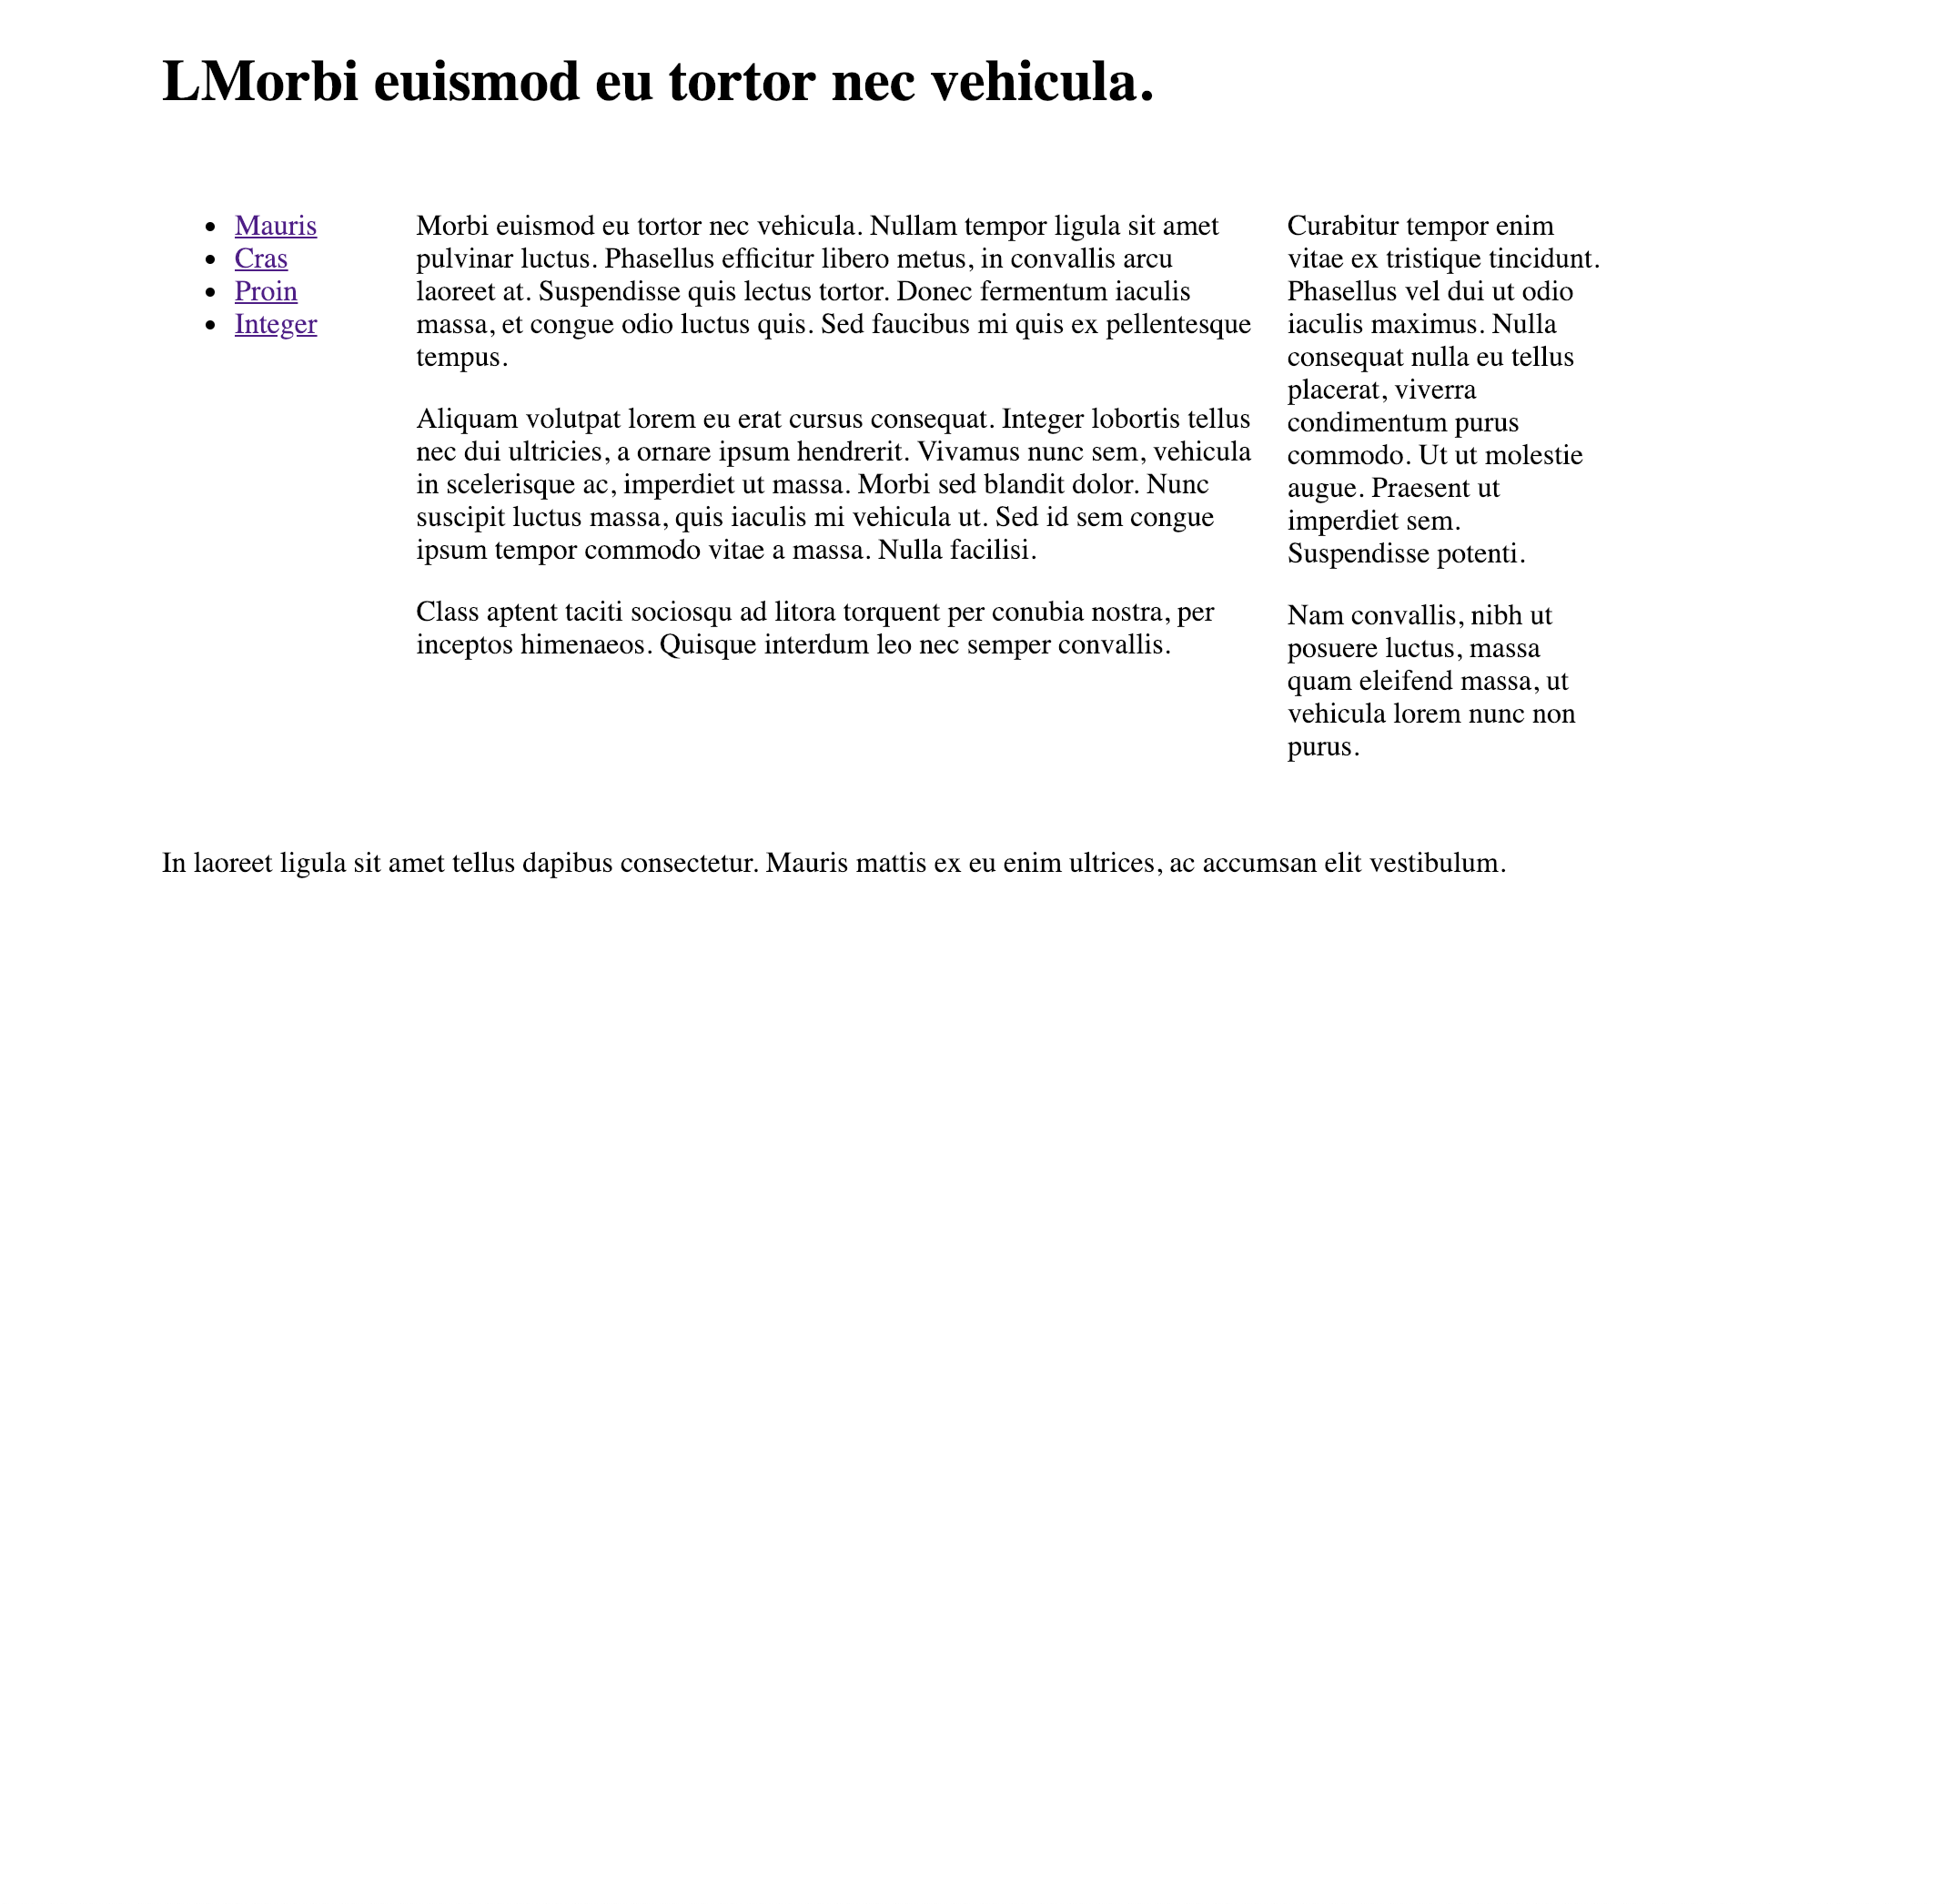 LMorbi euismod eu tortor nec vehicula.
Mauris
Cras
Proin
Integer
Morbi euismod eu tortor nec vehicula. Nullam tempor ligula sit amet
pulvinar luctus. Phasellus efficitur libero metus, in convallis arcu
laoreet at. Suspendisse quis lectus tortor. Donec fermentum iaculis
massa, et congue odio luctus quis. Sed faucibus mi quis ex pellentesque
tempus.
Aliquam volutpat lorem eu erat cursus consequat. Integer lobortis tellus
nec dui ultricies, a ornare ipsum hendrerit. Vivamus nunc sem, vehicula
in scelerisque ac, imperdiet ut massa. Morbi sed blandit dolor. Nunc
suscipit luctus massa, quis iaculis mi vehicula ut. Sed id sem congue
ipsum tempor commodo vitae a massa. Nulla facilisi.
Class aptent taciti sociosqu ad litora torquent per conubia nostra, per
inceptos himenaeos. Quisque interdum leo nec semper convallis.
Curabitur tempor enim
vitae ex tristique tincidunt.
Phasellus vel dui ut odio
iaculis maximus. Nulla
consequat nulla eu tellus
placerat, viverra
condimentum purus
commodo. Ut ut molestie
augue. Praesent ut
imperdiet sem.
Suspendisse potenti.
Nam convallis, nibh ut
posuere luctus, massa
quam eleifend massa, ut
vehicula lorem nunc non
purus.
In laoreet ligula sit amet tellus dapibus consectetur. Mauris mattis ex eu enim ultrices, ac accumsan elit vestibulum.